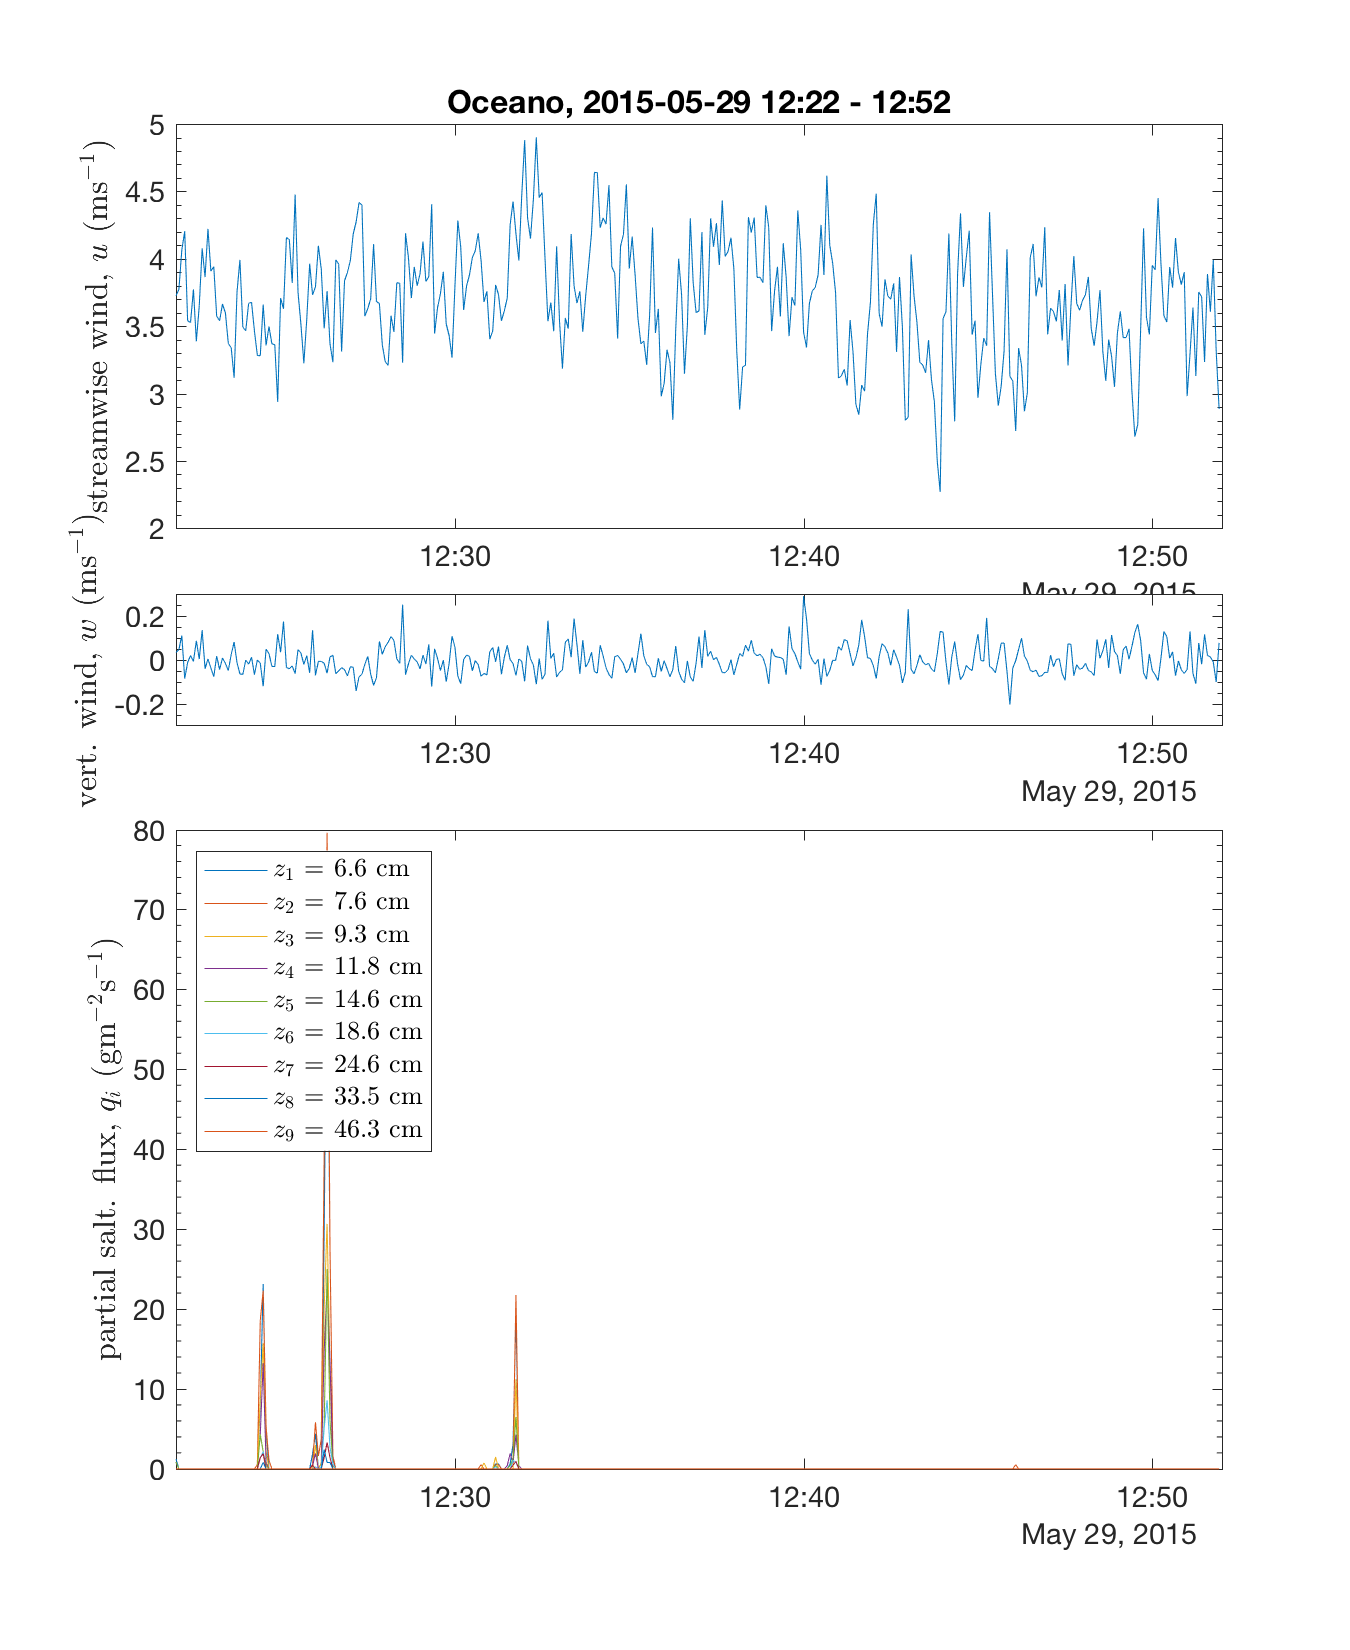 Oceano, 2015-05-29 12:22 - 12:52
streamwise wind, u (ms⁻¹)
5
4.5
4
3.5
3
2.5
2
12:30 12:40 12:50
May 29, 2015
vert. wind, w (ms⁻¹)
0.2
0
-0.2
12:30 12:40 12:50
May 29, 2015
partial salt. flux, qᵢ (gm⁻²s⁻¹)
80
70
60
50
40
30
20
10
0
z₁ = 6.6 cm
z₂ = 7.6 cm
z₃ = 9.3 cm
z₄ = 11.8 cm
z₅ = 14.6 cm
z₆ = 18.6 cm
z₇ = 24.6 cm
z₈ = 33.5 cm
z₉ = 46.3 cm
12:30 12:40 12:50
May 29, 2015